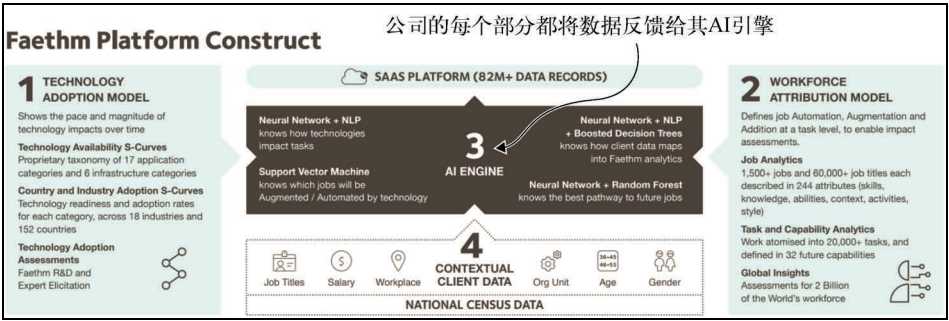 公司的每个部分都将数据反馈给其AI引擎
Faethm Platform Construct
1 TECHNOLOGY
ADOPTION MODEL
Shows the pace and magnitude of
technology impacts over time
Technology Availability S-Curves
Proprietary taxonomy of 17 application
categories and 6 infrastructure categories
Country and Industry Adoption S-Curves
Technology readiness and adoption rates
for each category, across 18 industries and
152 countries
Technology Adoption
Assessments
Faethm R&D and
Expert Elicitation
SAAS PLATFORM (82M+ DATA RECORDS)
Neural Network + NLP
knows how technologies
impact tasks
Support Vector Machine
knows which jobs will be
Augmented / Automated by technology
3
AI ENGINE
Neural Network + NLP
+ Boosted Decision Trees
knows how client data maps
into Faethm analytics
Neural Network + Random Forest
knows the best pathway to future jobs
4
CONTEXTUAL
CLIENT DATA
Job Titles
$
Salary
Workplace
Org Unit
36-45
46-55
Age
Gender
NATIONAL CENSUS DATA
2 WORKFORCE
ATTRIBUTION MODEL
Defines job Automation, Augmentation and
Addition at a task level, to enable impact
assessments.
Job Analytics
1,500+ jobs and 60,000+ job titles each
described in 244 attributes (skills,
knowledge, abilities, context, activities,
style)
Task and Capability Analytics
Work atomised into 20,000+ tasks, and
defined in 32 future capabilities
Global Insights
Assessments for 2 Billion
of the World's workforce